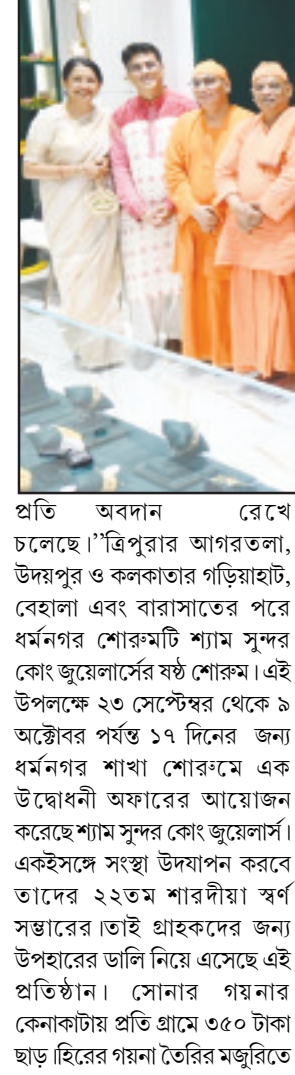 প্রতি অবদান রেখে
চলেছে।’’ত্রিপুরার আগরতলা,
উদয়পুর ও কলকাতার গড়িয়াহাট,
বেহালা এবং বারাসাতের পরে
ধর্মনগর শোরুমটি শ্যাম সুন্দর
কোং জুয়েলার্সের ষষ্ঠ শোরুম। এই
উপলক্ষে ২৩ সেপ্টেম্বর থেকে ৯
অক্টোবর পর্যন্ত ১৭ দিনের জন্য
ধর্মনগর শাখা শোরুমে এক
উদ্বোধনী অফারের আয়োজন
করেছে শ্যাম সুন্দর কোং জুয়েলার্স।
একইসঙ্গে সংস্থা উদযাপন করবে
তাদের ২২তম শারদীয়া স্বর্ণ
সম্ভারের।তাই গ্রাহকদের জন্য
উপহারের ডালি নিয়ে এসেছে এই
প্রতিষ্ঠান। সোনার গয়নার
কেনাকাটায় প্রতি গ্রামে ৩৫০ টাকা
ছাড়।হিরের গয়না তৈরির মজুরিতে